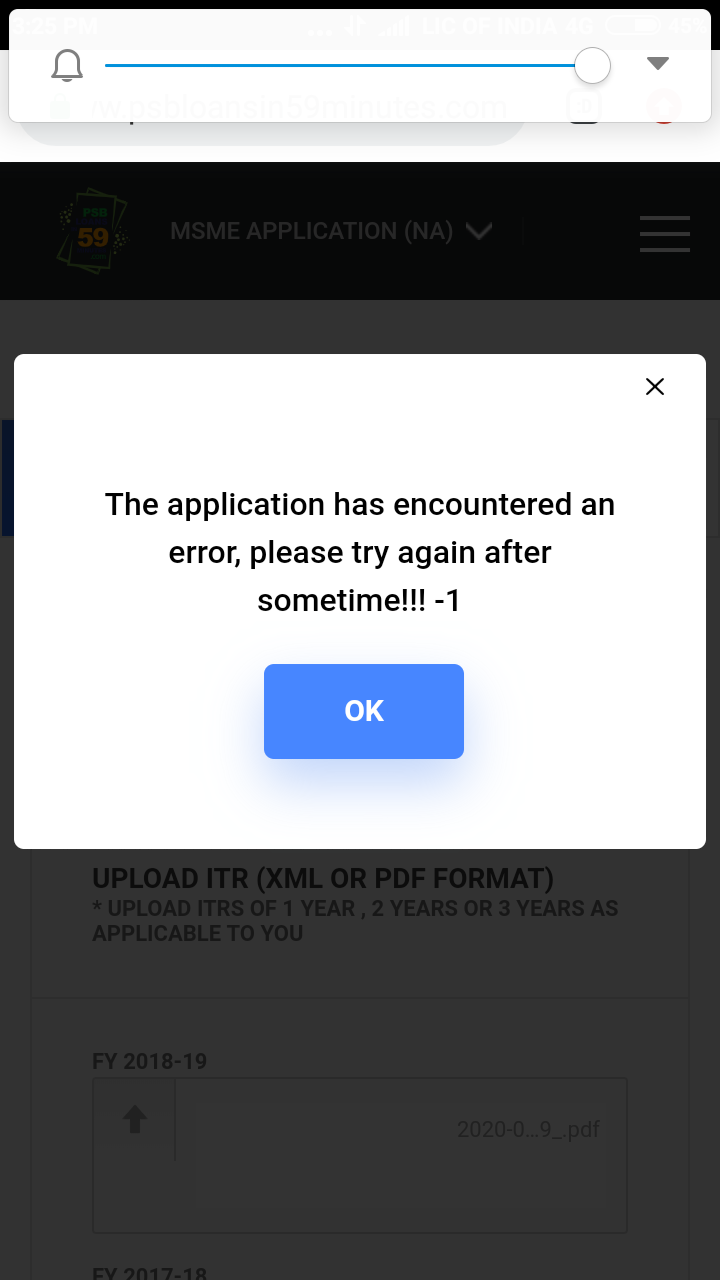 3:25 PM ... LIC OF INDIA 4G 45%
w.psbloansin59minutes.com
PSB
59
MSME APPLICATION (NA)
The application has encountered an
error, please try again after
sometime!!! -1
OK
UPLOAD ITR (XML OR PDF FORMAT)
* UPLOAD ITRS OF 1 YEAR , 2 YEARS OR 3 YEARS AS
APPLICABLE TO YOU
FY 2018-19
2020-0...9_.pdf
FY 2017-18